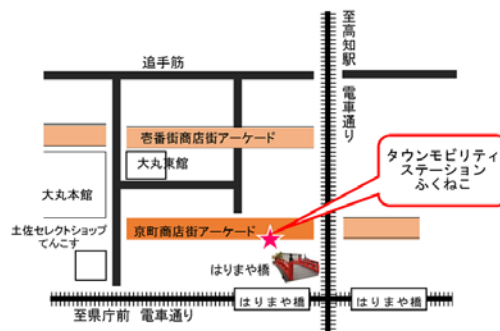 至高知駅
追手筋
電車通り
壱番街商店街アーケード
大丸東館
タウンモビリティ
ステーション
ふくねこ
大丸本館
土佐セレクトショップ
てんこす
京町商店街アーケード
はりまや橋
はりまや橋
はりまや橋
至県庁前 電車通り